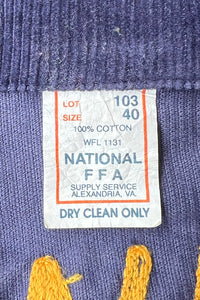 LOT 103
SIZE 40
100% COTTON
WFL 1131
NATIONAL
FFA
SUPPLY SERVICE
ALEXANDRIA, VA.
DRY CLEAN ONLY